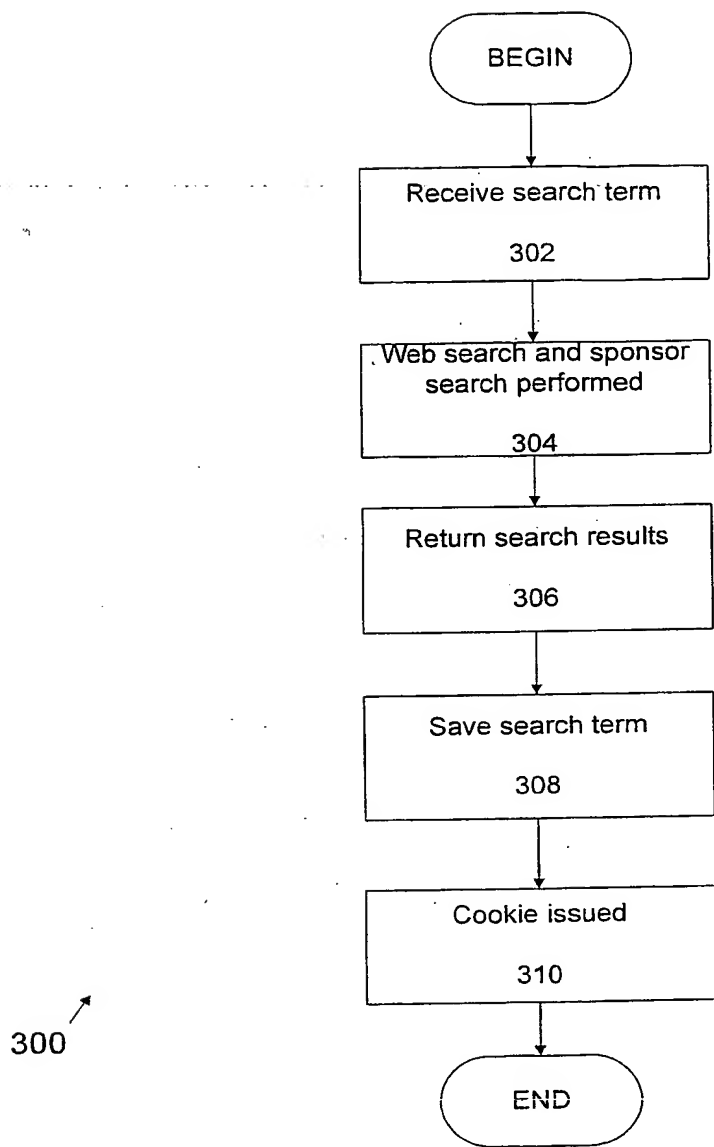 BEGIN
Receive search term
302
Web search and sponsor
search performed
304
Return search results
306
Save search term
308
Cookie issued
310
300
END